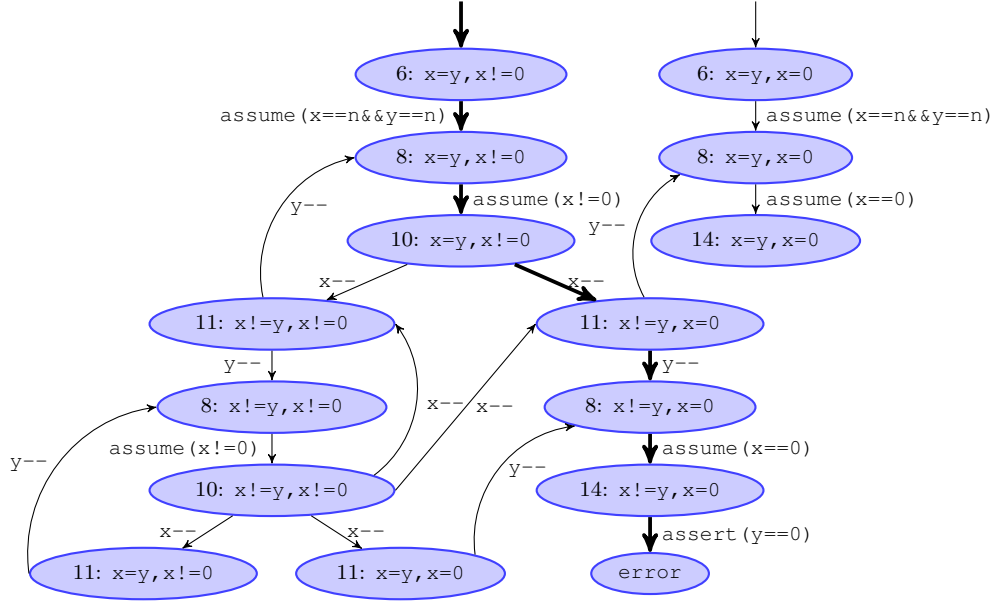 6: x=y,x!=0
6: x=y,x=0
assume(x==n&&y==n)
assume(x==n&&y==n)
8: x=y,x!=0
8: x=y,x=0
assume(x!=0)
assume(x==0)
y--
y--
10: x=y,x!=0
14: x=y,x=0
x--
x--
11: x!=y,x!=0
11: x!=y,x=0
y--
y--
8: x!=y,x!=0
x--
x--
8: x!=y,x=0
assume(x!=0)
assume(x==0)
y--
y--
10: x!=y,x!=0
14: x!=y,x=0
x--
x--
assert(y==0)
11: x=y,x!=0
11: x=y,x=0
error